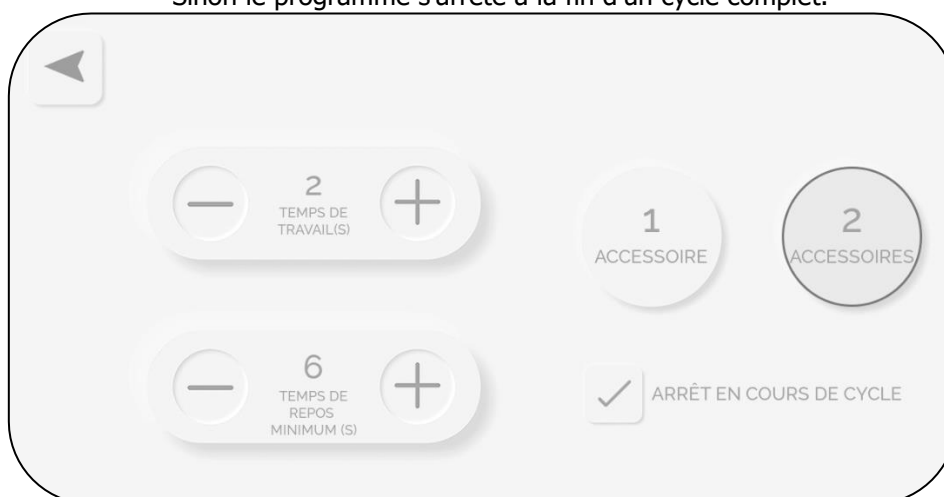 Sinon le programme s'arrête à la fin d'un cycle complet.
2
TEMPS DE
TRAVAIL(S)
1
ACCESSOIRE
2
ACCESSOIRES
6
TEMPS DE
REPOS
MINIMUM (S)
ARRÊT EN COURS DE CYCLE